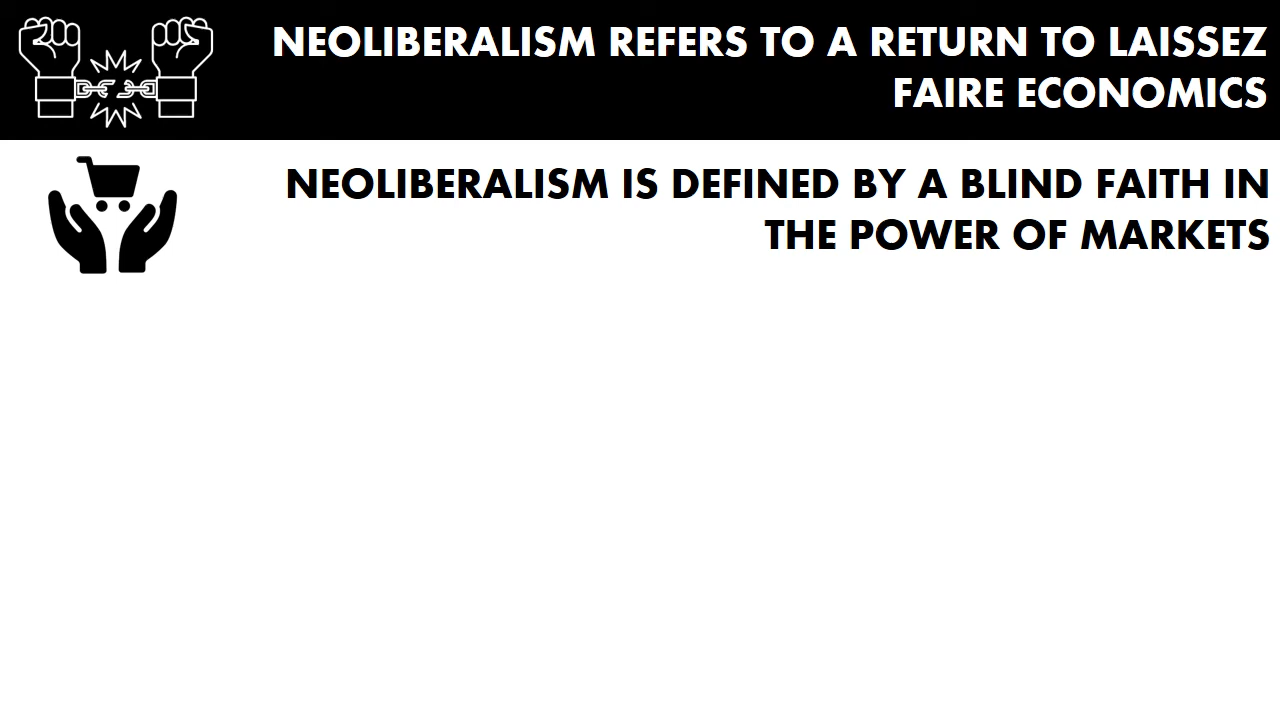 NEOLIBERALISM REFERS TO A RETURN TO LAISSEZ
FAIRE ECONOMICS
NEOLIBERALISM IS DEFINED BY A BLIND FAITH IN
THE POWER OF MARKETS